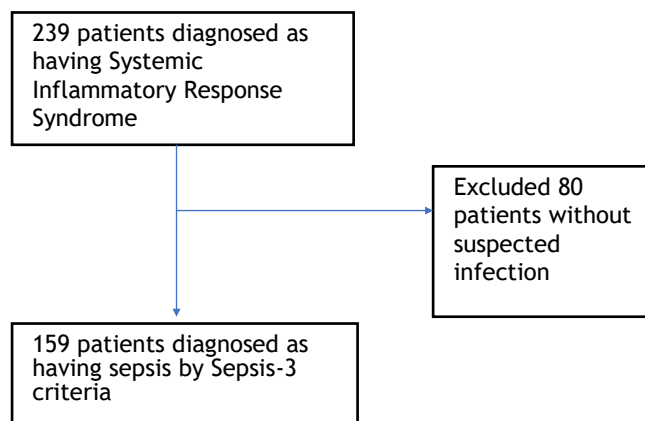 239 patients diagnosed as
having Systemic
Inflammatory Response
Syndrome
Excluded 80
patients without
suspected
infection
159 patients diagnosed as
having sepsis by Sepsis-3
criteria